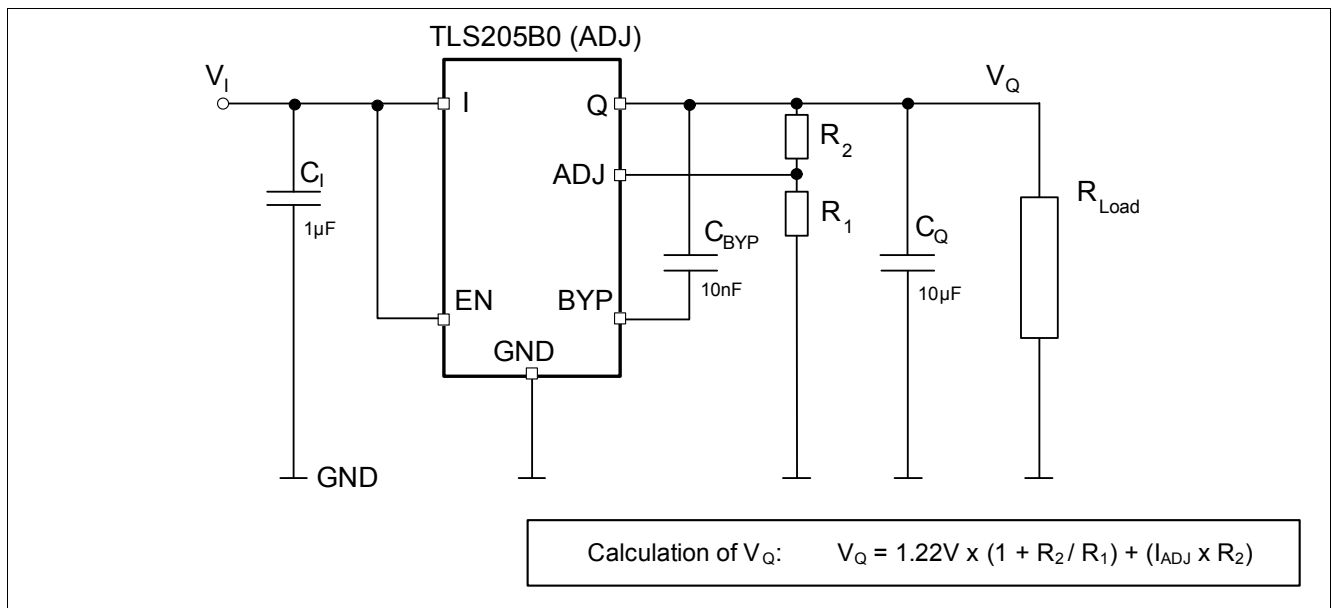 TLS205B0 (ADJ)
V_I
I
Q
V_Q
C_I
1µF
ADJ
R_2
R_1
R_Load
C_BYP
10nF
C_Q
10µF
EN
BYP
GND
GND
Calculation of V_Q: V_Q = 1.22V x (1 + R_2 / R_1) + (I_ADJ x R_2)